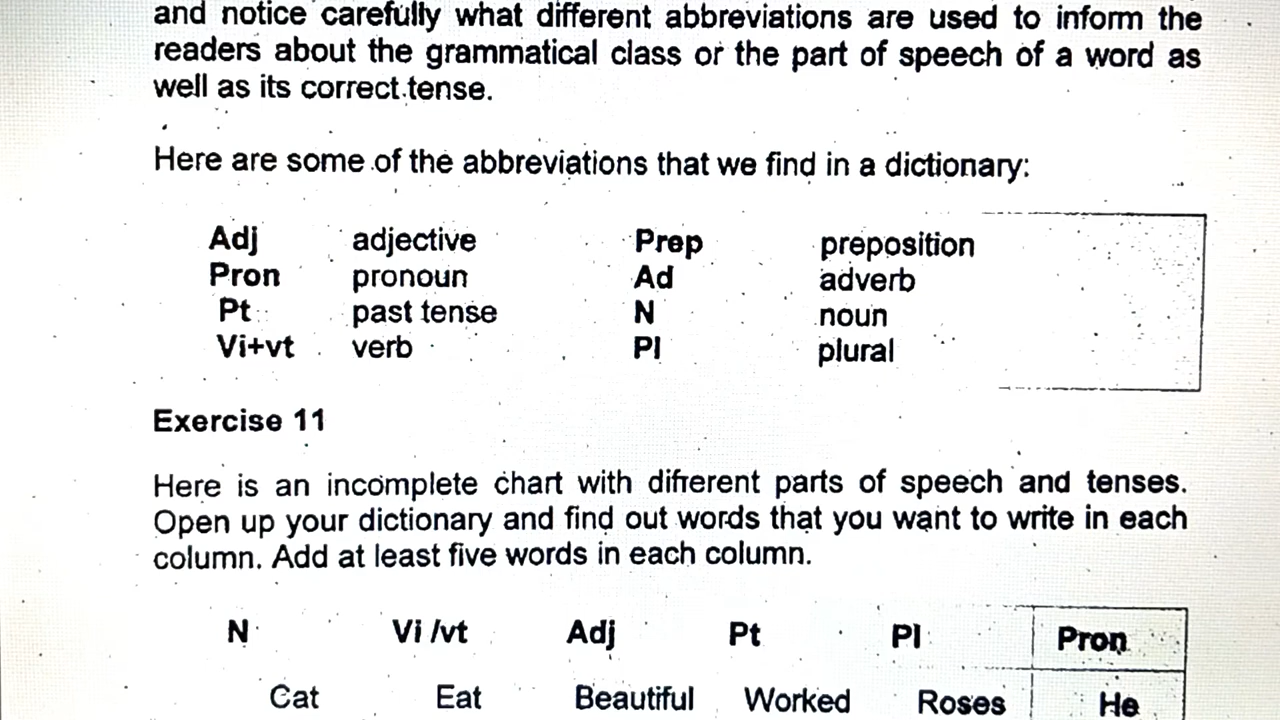 and notice carefully what different abbreviations are used to inform the
readers about the grammatical class or the part of speech of a word as
well as its correct tense.
Here are some of the abbreviations that we find in a dictionary:
Adj adjective Prep preposition
Pron pronoun Ad adverb
Pt past tense N noun
Vi+vt verb Pl plural
Exercise 11
Here is an incomplete chart with different parts of speech and tenses.
Open up your dictionary and find out words that you want to write in each
column. Add at least five words in each column.
N Vi /vt Adj Pt Pl Pron
Cat Eat Beautiful Worked Roses He